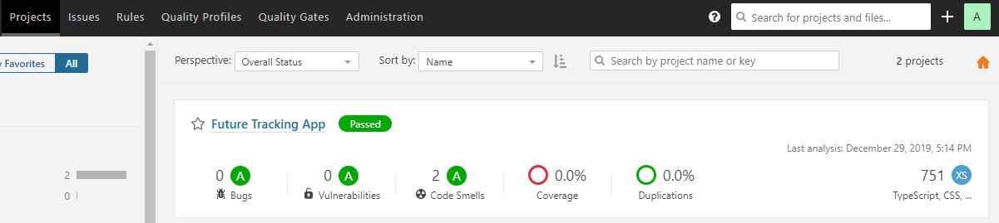 Projects Issues Rules Quality Profiles Quality Gates Administration ? Search for projects and files... A
y Favorites All Perspective: Overall Status Sort by: Name Search by project name or key 2 projects
Future Tracking App Passed
Last analysis: December 29, 2019, 5:14 PM
2 0 A 0 A 2 A 0.0% 0.0% 751 XS
0 Bugs Vulnerabilities Code Smells Coverage Duplications TypeScript, CSS, ...